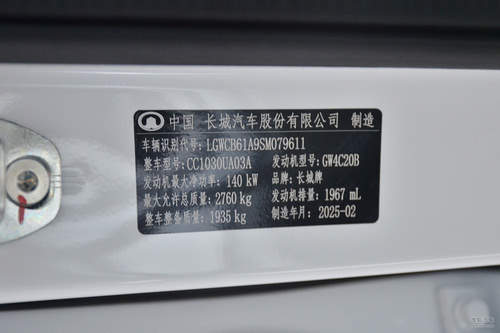 中国 长城汽车股份有限公司 制造
车辆识别代号: LGWCB61A9SM079611
整车型号: CC1030UA03A 发动机型号: GW4C20B
发动机最大净功率: 140 kW 品牌: 长城牌
最大允许总质量: 2760 kg 发动机排量: 1967 mL
整车整备质量: 1935 kg 制造年月: 2025-02